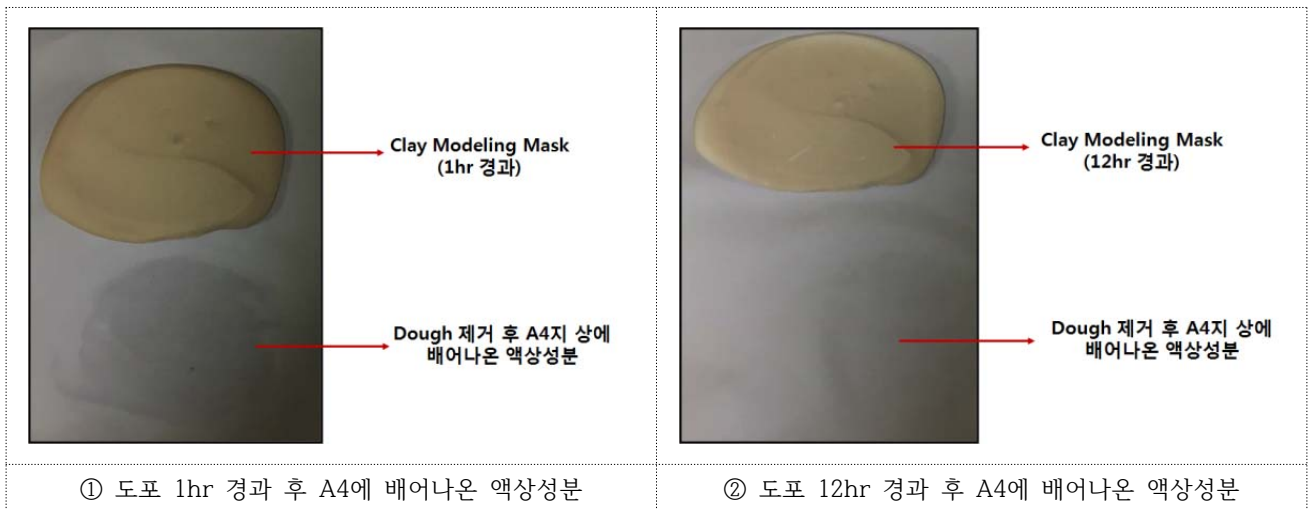 Clay Modeling Mask
(1hr 경과)
Dough 제거 후 A4지 상에
배어나온 액상성분
Clay Modeling Mask
(12hr 경과)
Dough 제거 후 A4지 상에
배어나온 액상성분
① 도포 1hr 경과 후 A4에 배어나온 액상성분
② 도포 12hr 경과 후 A4에 배어나온 액상성분